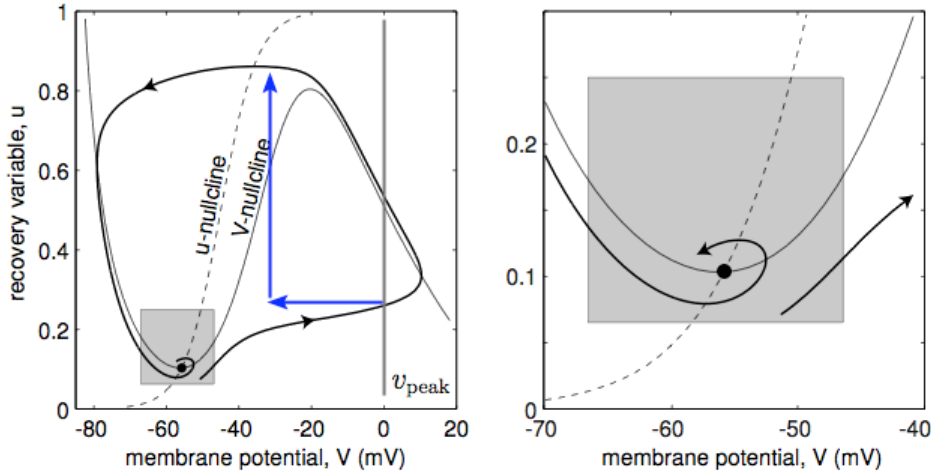 1
0.8
0.6
0.4
0.2
0
recovery variable, u
u-nullcline
V-nullcline
v_peak
-80 -60 -40 -20 0 20
membrane potential, V (mV)
0.2
0.1
0
-70 -60 -50 -40
membrane potential, V (mV)